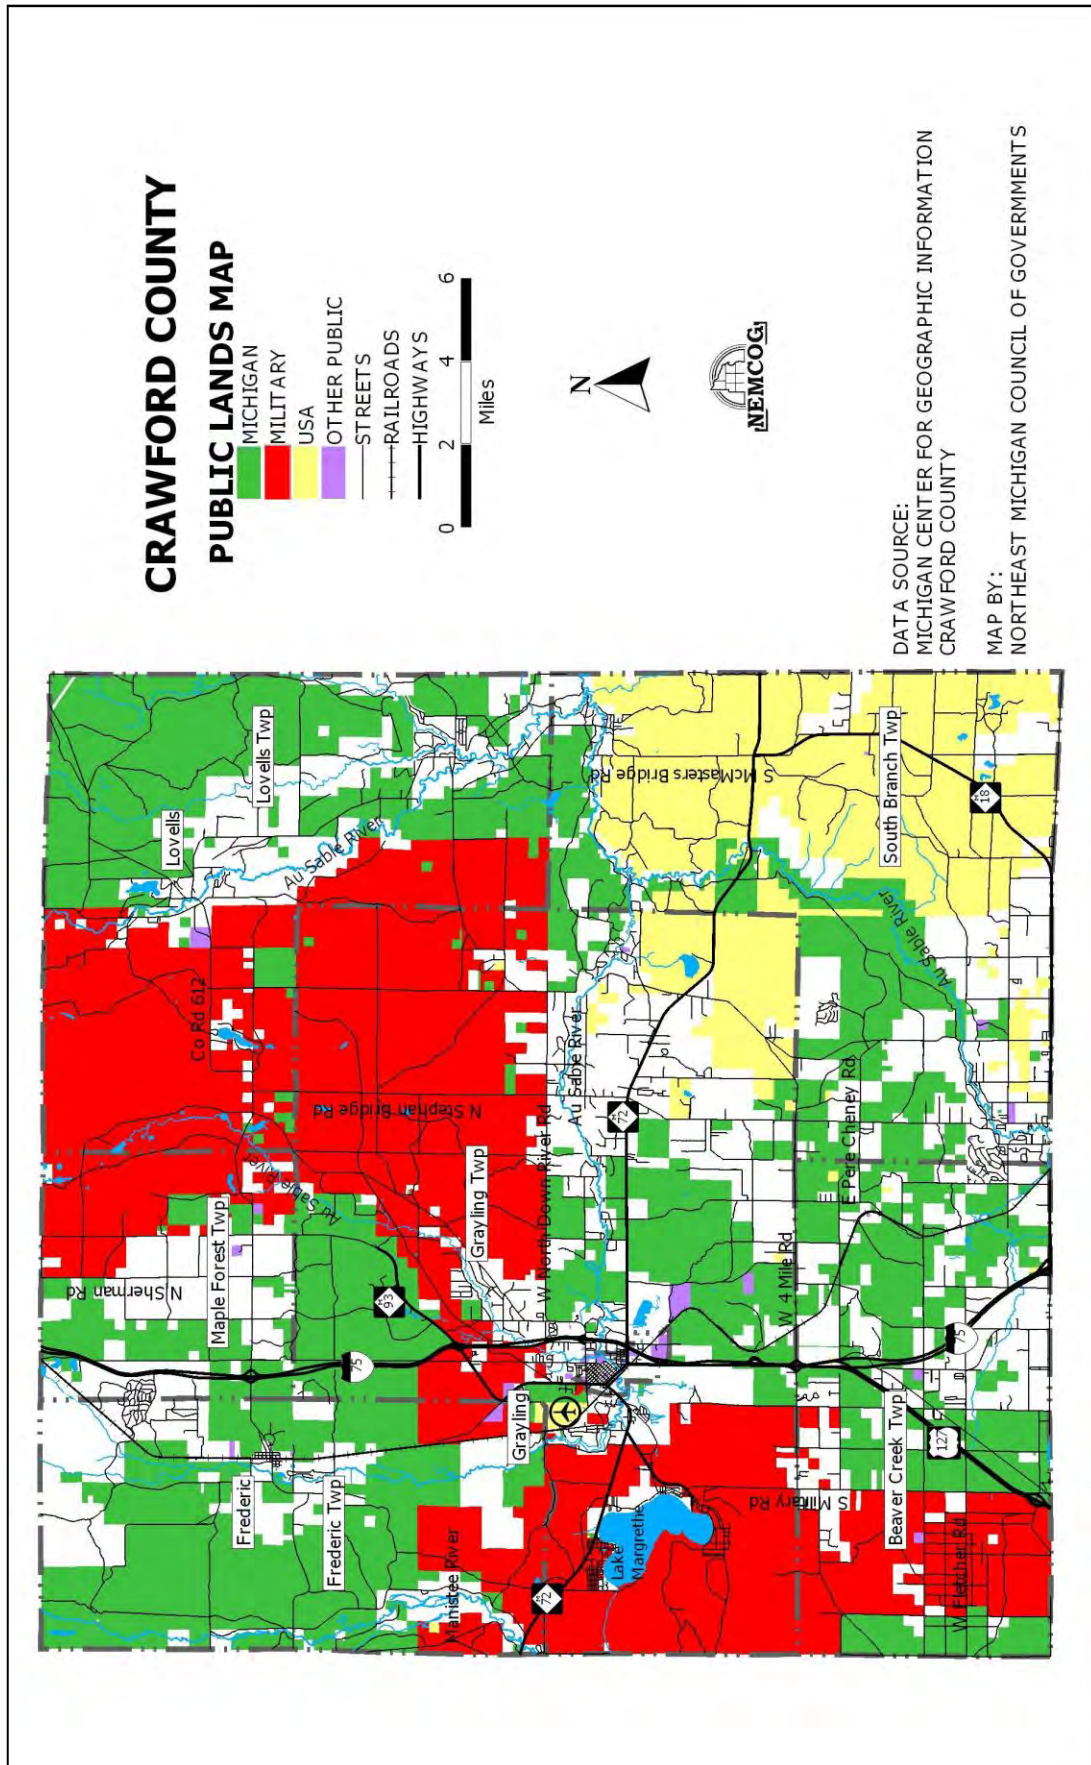 CRAWFORD COUNTY
PUBLIC LANDS MAP
MICHIGAN
MILITARY
USA
OTHER PUBLIC
STREETS
RAILROADS
HIGHWAYS
0 2 4 6
Miles
N
NEMCOG
DATA SOURCE:
MICHIGAN CENTER FOR GEOGRAPHIC INFORMATION
CRAWFORD COUNTY
MAP BY:
NORTHEAST MICHIGAN COUNCIL OF GOVERNMENTS
N Sherman Rd
Lovells
Co Rd 612
Maple Forest Twp
Lovells Twp
Frederic
Au Sable River
Au Sable River
N Stephan Bridge Rd
Frederic Twp
75
M
93
Manistee River
Grayling Twp
Grayling
W North Down River Rd
M
72
Au Sable River
S McMasters Bridge Rd
Lake
Margrethe
M
72
S Military Rd
W 4 Mile Rd
E Pere Cheney Rd
South Branch Twp
Beaver Creek Twp
Au Sable River
127
75
W Fletcher Rd
M
18